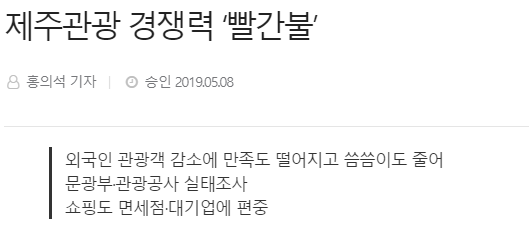 제주관광 경쟁력 ‘빨간불’
홍의석 기자 | 승인 2019.05.08
외국인 관광객 감소에 만족도 떨어지고 씀씀이도 줄어
문광부·관광공사 실태조사
쇼핑도 면세점·대기업에 편중